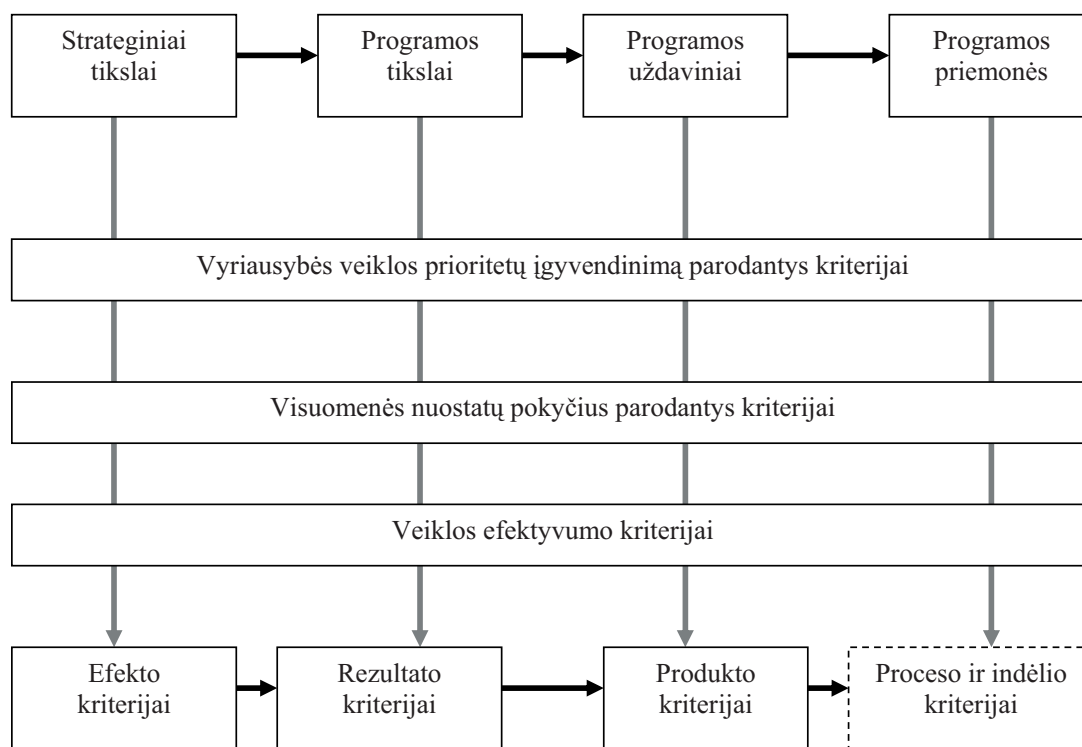 Strateginiai
tikslai
Programos
tikslai
Programos
uždaviniai
Programos
priemonės
Vyriausybės veiklos prioritetų įgyvendinimą parodantys kriterijai
Visuomenės nuostatų pokyčius parodantys kriterijai
Veiklos efektyvumo kriterijai
Efekto
kriterijai
Rezultato
kriterijai
Produkto
kriterijai
Proceso ir indėlio
kriterijai